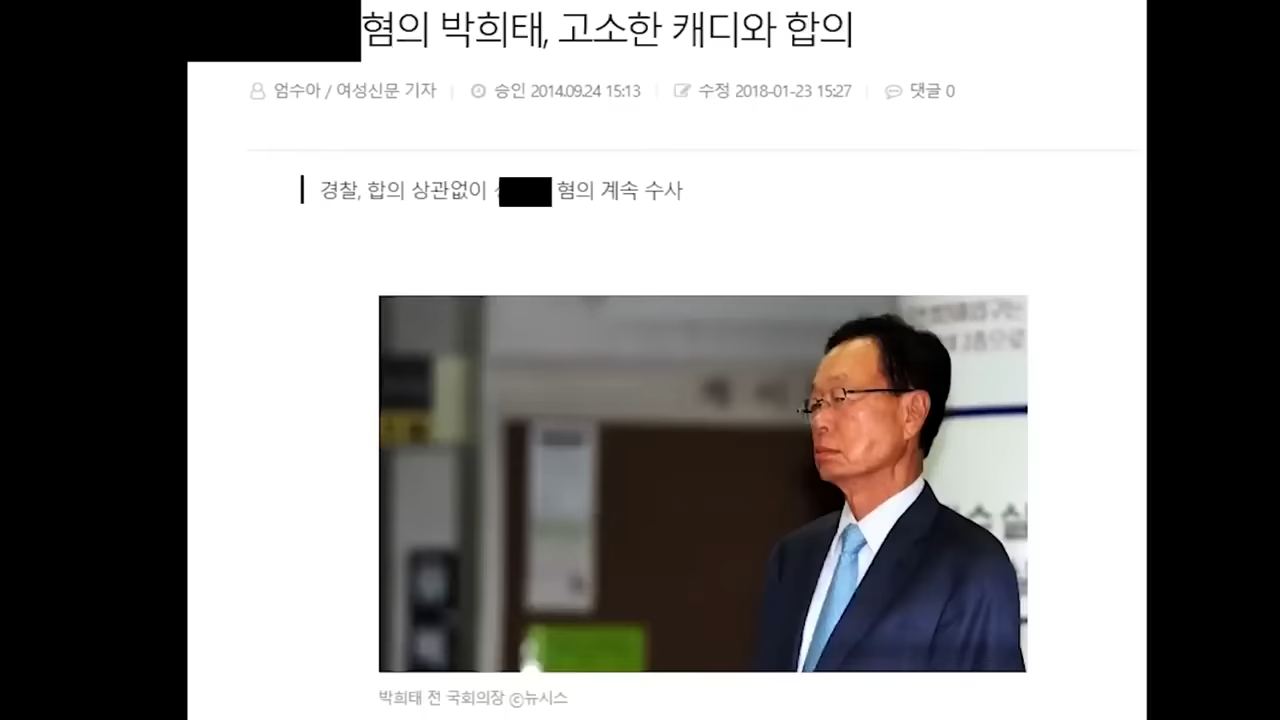 혐의 박희태, 고소한 캐디와 합의
엄수아 / 여성신문 기자 승인 2014.09.24 15:13 수정 2018-01-23 15:27 댓글 0
경찰, 합의 상관없이 혐의 계속 수사
박희태 전 국회의장 ©뉴시스